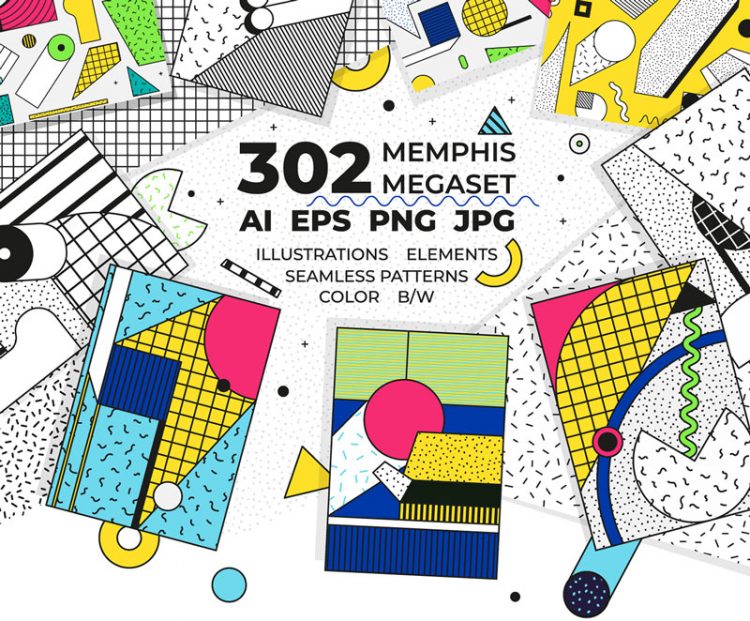 302 MEMPHIS
MEGASET
AI EPS PNG JPG
ILLUSTRATIONS ELEMENTS
SEAMLESS PATTERNS
COLOR B/W